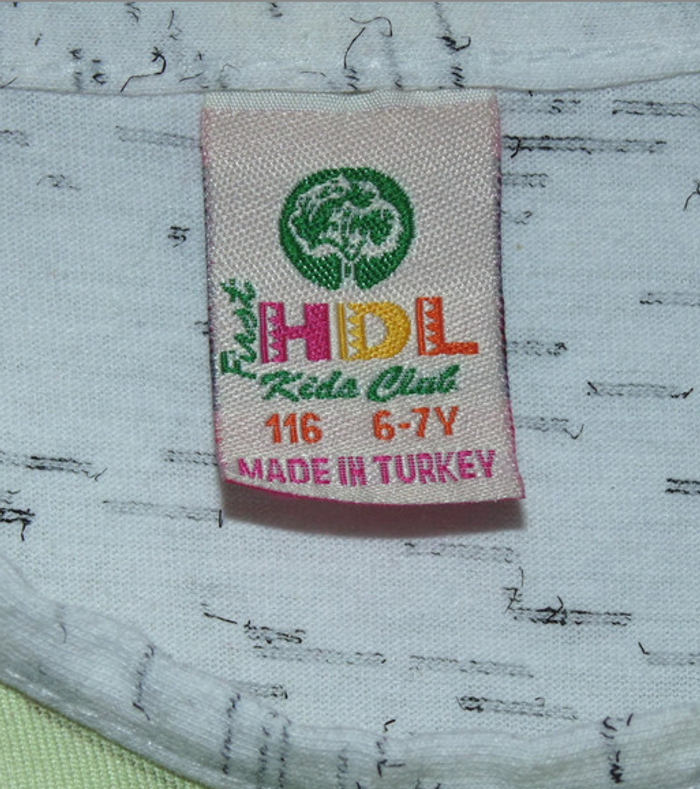 First
HDL
Kids Club
116 6-7Y
MADE IN TURKEY